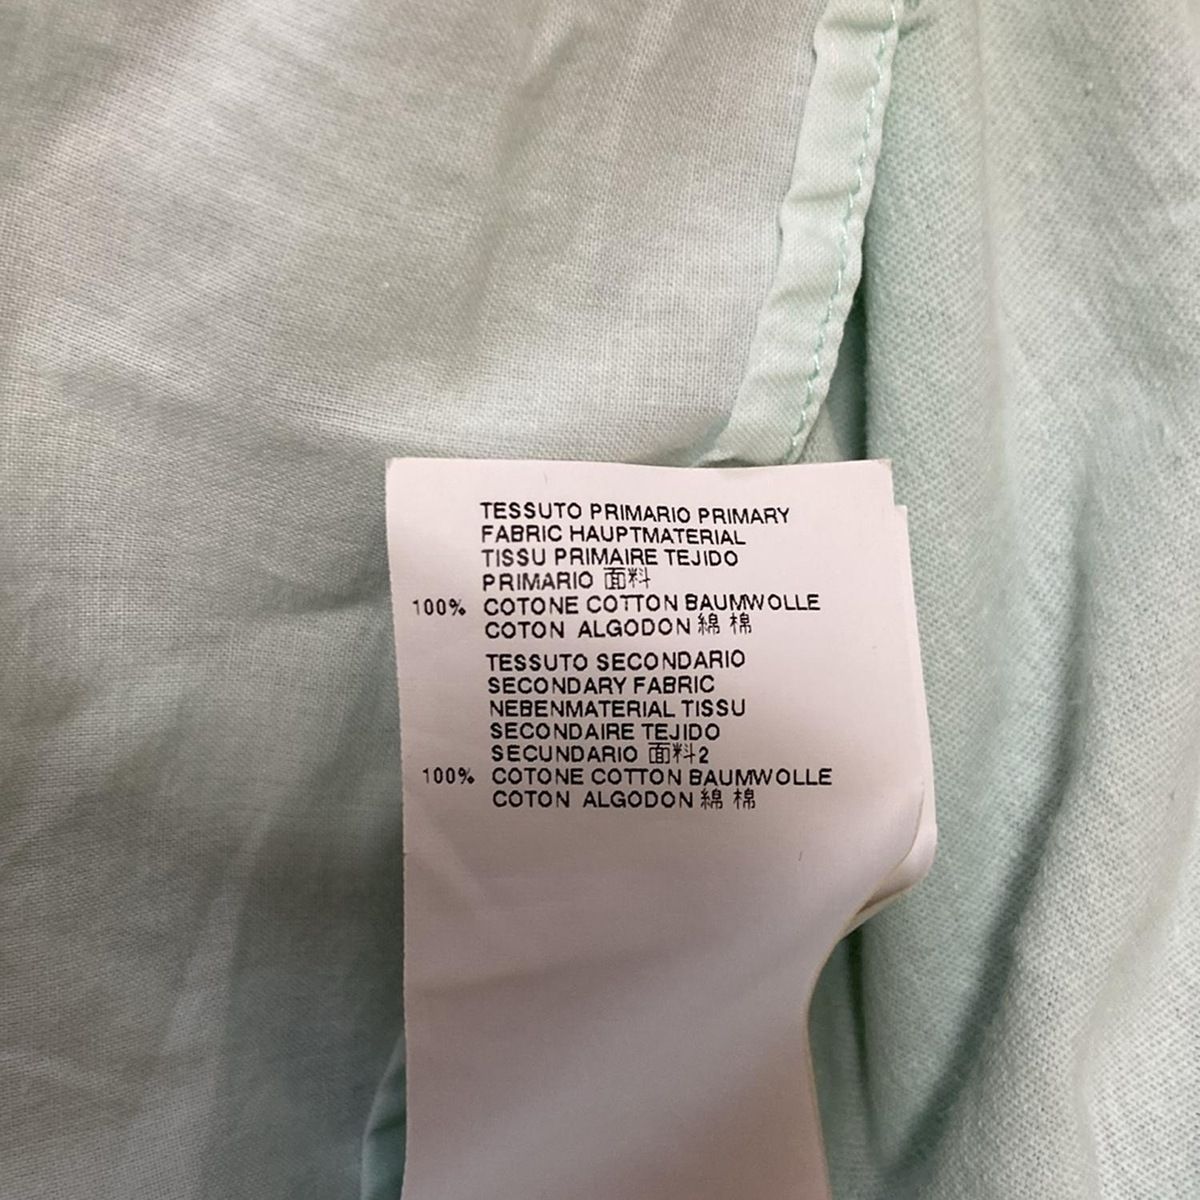 TESSUTO PRIMARIO PRIMARY
FABRIC HAUPTMATERIAL
TISSU PRIMAIRE TEJIDO
PRIMARIO 面料
100% COTONE COTTON BAUMWOLLE
COTON ALGODON 綿 棉
TESSUTO SECONDARIO
SECONDARY FABRIC
NEBENMATERIAL TISSU
SECONDAIRE TEJIDO
SECUNDARIO 面料2
100% COTONE COTTON BAUMWOLLE
COTON ALGODON 綿 棉